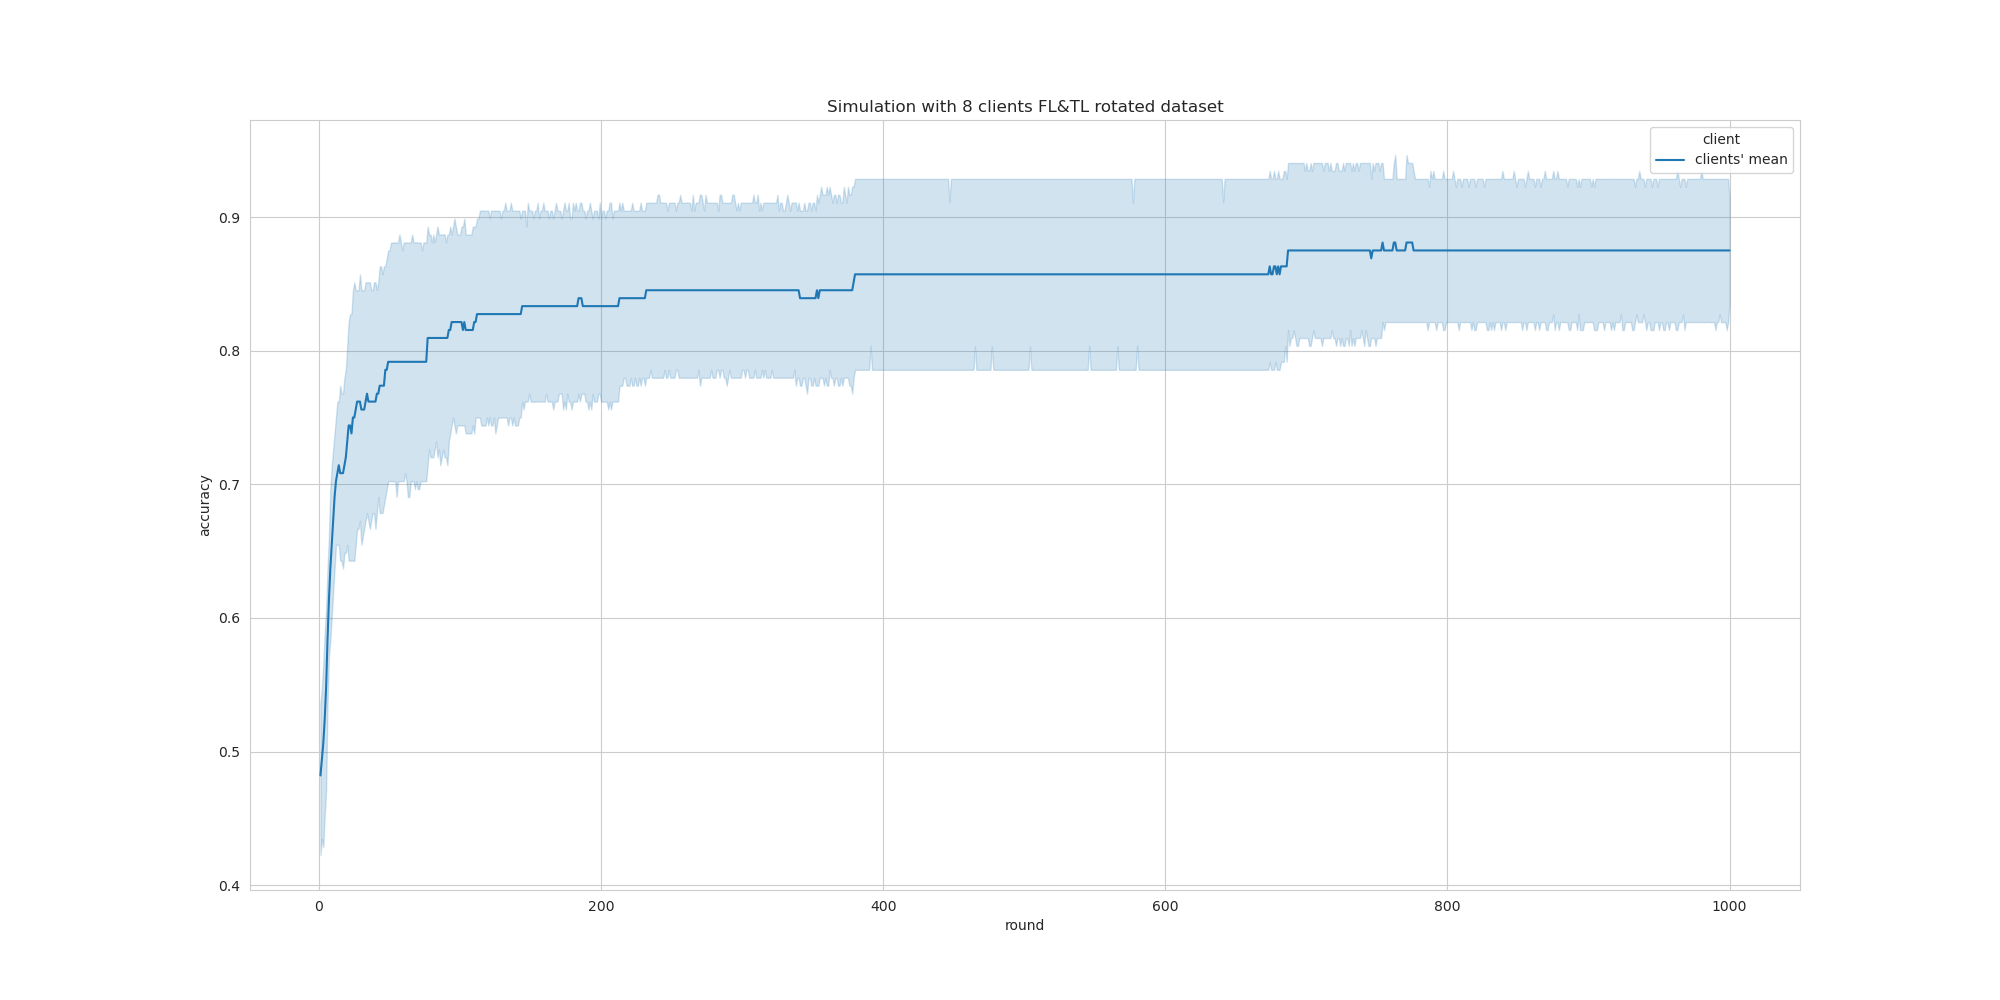 Simulation with 8 clients FL&TL rotated dataset
client
clients' mean
accuracy
0.9
0.8
0.7
0.6
0.5
0.4
0 200 400 600 800 1000
round